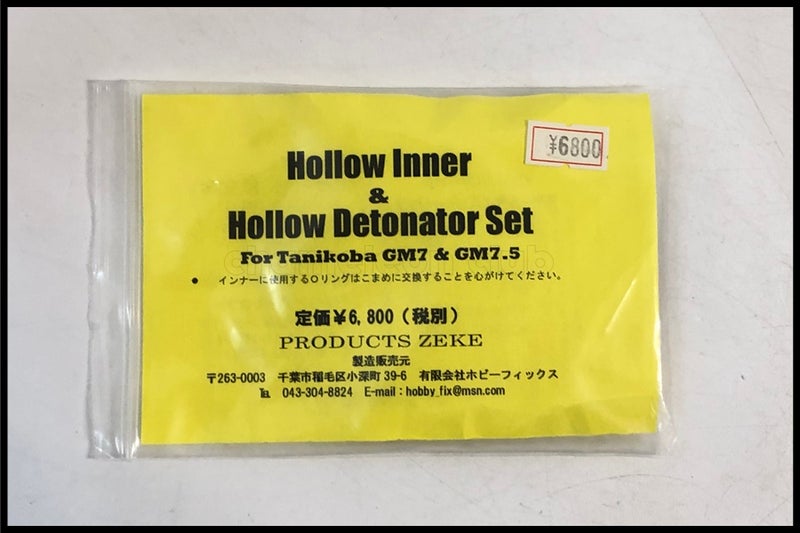 ¥6800
Hollow Inner
&
Hollow Detonator Set
For Tanikoba GM7 & GM7.5
● インナーに使用するOリングはこまめに交換することを心がけてください。
定価¥6,800(税別)
PRODUCTS ZEKE
製造販売元
〒263-0003 千葉市稲毛区小深町39-6 有限会社ホビーフィックス
℡ 043-304-8824 E-mail:hobby_fix@msn.com